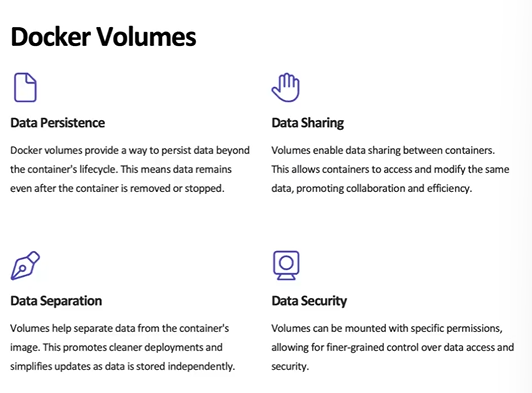 Docker Volumes
Data Persistence
Docker volumes provide a way to persist data beyond
the container's lifecycle. This means data remains
even after the container is removed or stopped.
Data Sharing
Volumes enable data sharing between containers.
This allows containers to access and modify the same
data, promoting collaboration and efficiency.
Data Separation
Volumes help separate data from the container's
image. This promotes cleaner deployments and
simplifies updates as data is stored independently.
Data Security
Volumes can be mounted with specific permissions,
allowing for finer-grained control over data access and
security.